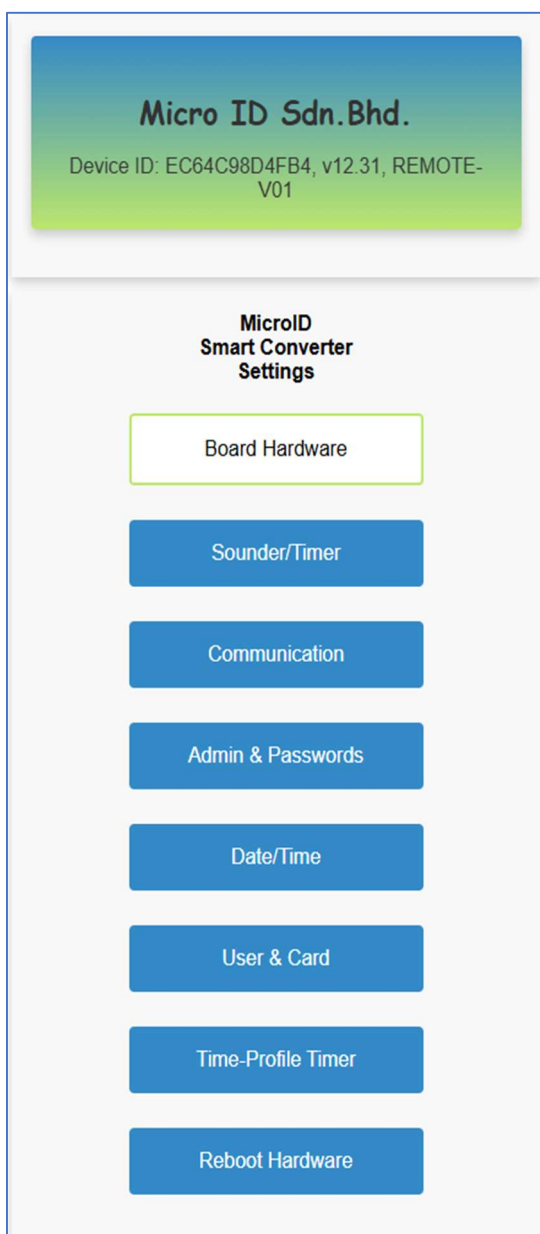 Micro ID Sdn.Bhd.
Device ID: EC64C98D4FB4, v12.31, REMOTE-
V01
MicroID
Smart Converter
Settings
Board Hardware
Sounder/Timer
Communication
Admin & Passwords
Date/Time
User & Card
Time-Profile Timer
Reboot Hardware